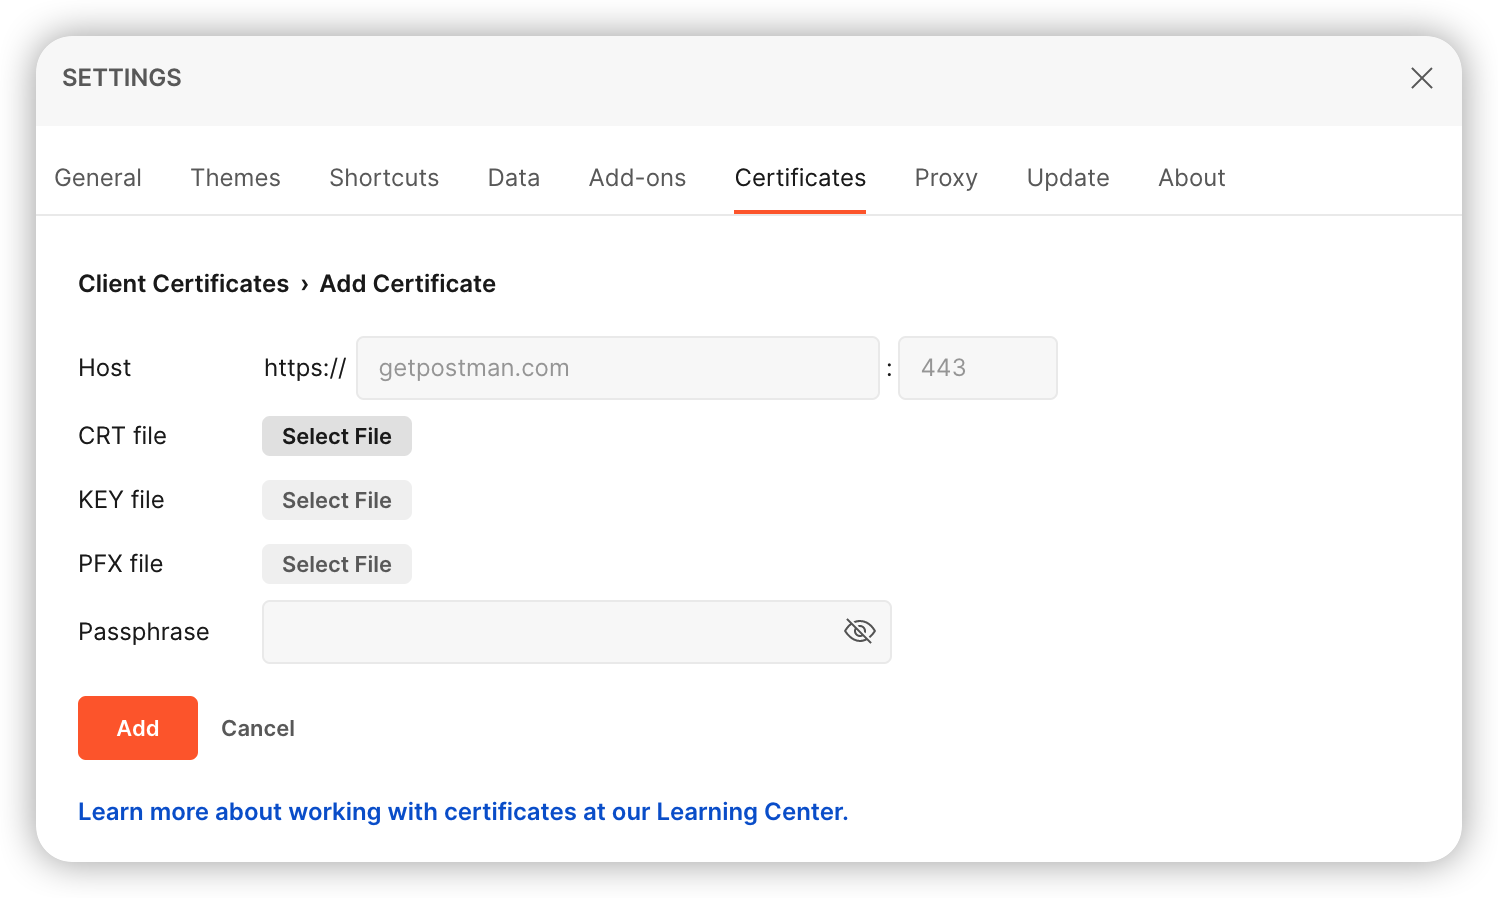 SETTINGS
General Themes Shortcuts Data Add-ons Certificates Proxy Update About
Client Certificates › Add Certificate
Host https:// getpostman.com : 443
CRT file Select File
KEY file Select File
PFX file Select File
Passphrase
Add Cancel
Learn more about working with certificates at our Learning Center.